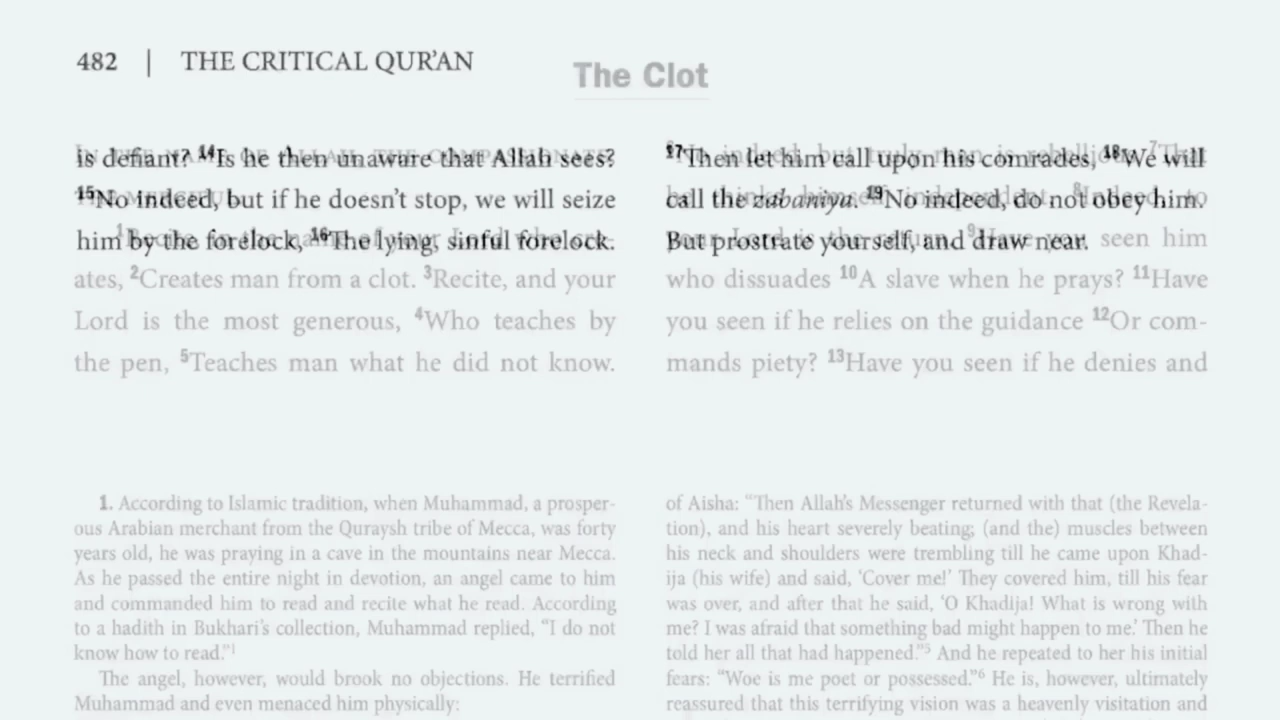 482 | THE CRITICAL QUR’AN
The Clot
is defiant? 14Is he then unaware that Allah sees?
15No indeed, but if he doesn’t stop, we will seize
him by the forelock, 16The lying, sinful forelock.
ates, 2Creates man from a clot. 3Recite, and your
Lord is the most generous, 4Who teaches by
the pen, 5Teaches man what he did not know.
17Then let him call upon his comrades, 18We will
call the zabaniya. 19No indeed, do not obey him.
But prostrate yourself, and draw near.
seen him
who dissuades 10A slave when he prays? 11Have
you seen if he relies on the guidance 12Or com-
mands piety? 13Have you seen if he denies and
1. According to Islamic tradition, when Muhammad, a prosper-
ous Arabian merchant from the Quraysh tribe of Mecca, was forty
years old, he was praying in a cave in the mountains near Mecca.
As he passed the entire night in devotion, an angel came to him
and commanded him to read and recite what he read. According
to a hadith in Bukhari’s collection, Muhammad replied, “I do not
know how to read.”1
The angel, however, would brook no objections. He terrified
Muhammad and even menaced him physically:
of Aisha: “Then Allah’s Messenger returned with that (the Revela-
tion), and his heart severely beating; (and the) muscles between
his neck and shoulders were trembling till he came upon Khad-
ija (his wife) and said, ‘Cover me!’ They covered him, till his fear
was over, and after that he said, ‘O Khadija! What is wrong with
me? I was afraid that something bad might happen to me.’ Then he
told her all that had happened.”5 And he repeated to her his initial
fears: “Woe is me poet or possessed.”6 He is, however, ultimately
reassured that this terrifying vision was a heavenly visitation and